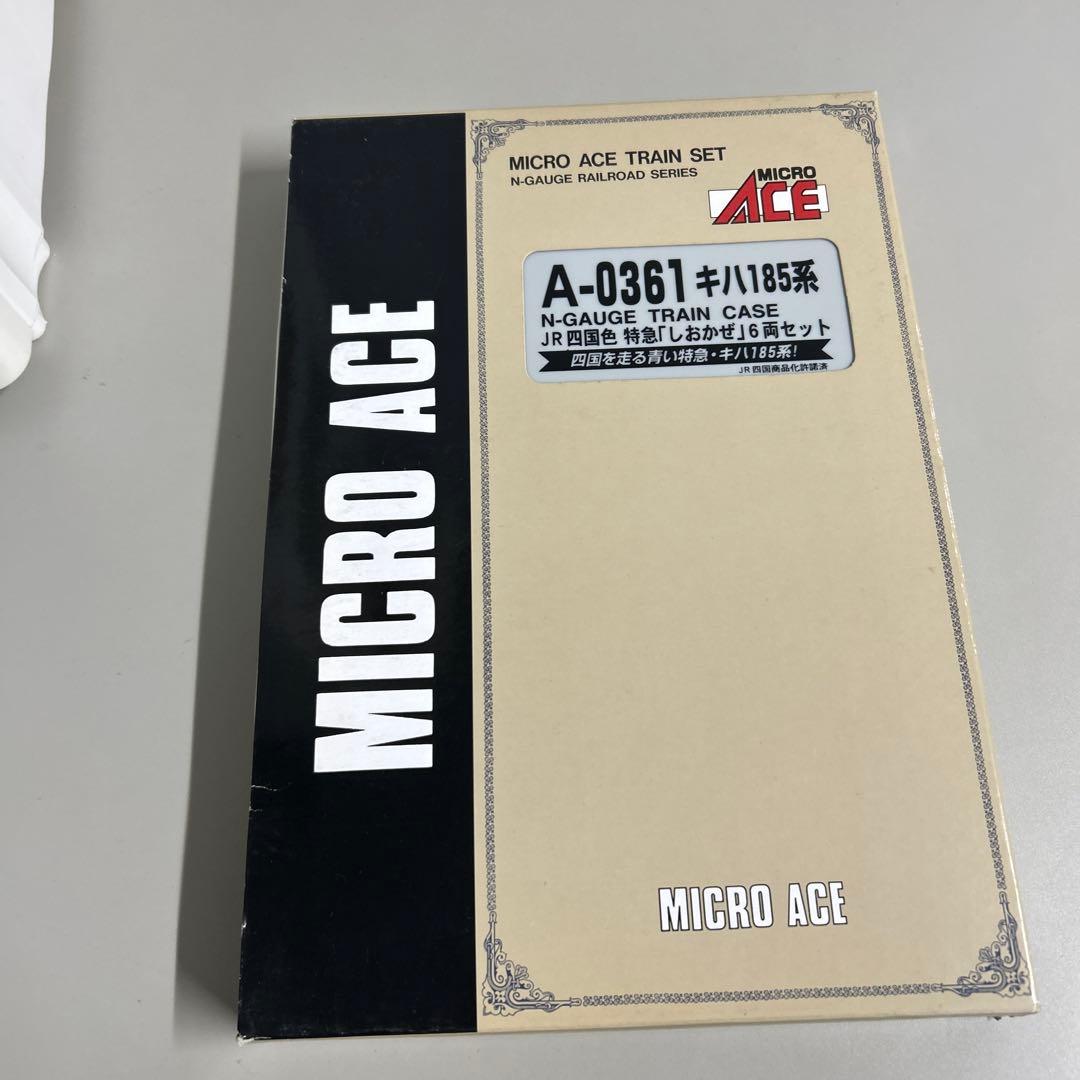 MICRO ACE
MICRO ACE TRAIN SET
N-GAUGE RAILROAD SERIES
MICRO
ACE
A-0361 キハ185系
N-GAUGE TRAIN CASE
JR四国色 特急「しおかぜ」6両セット
四国を走る青い特急・キハ185系!
JR四国商品化許諾済
MICRO ACE